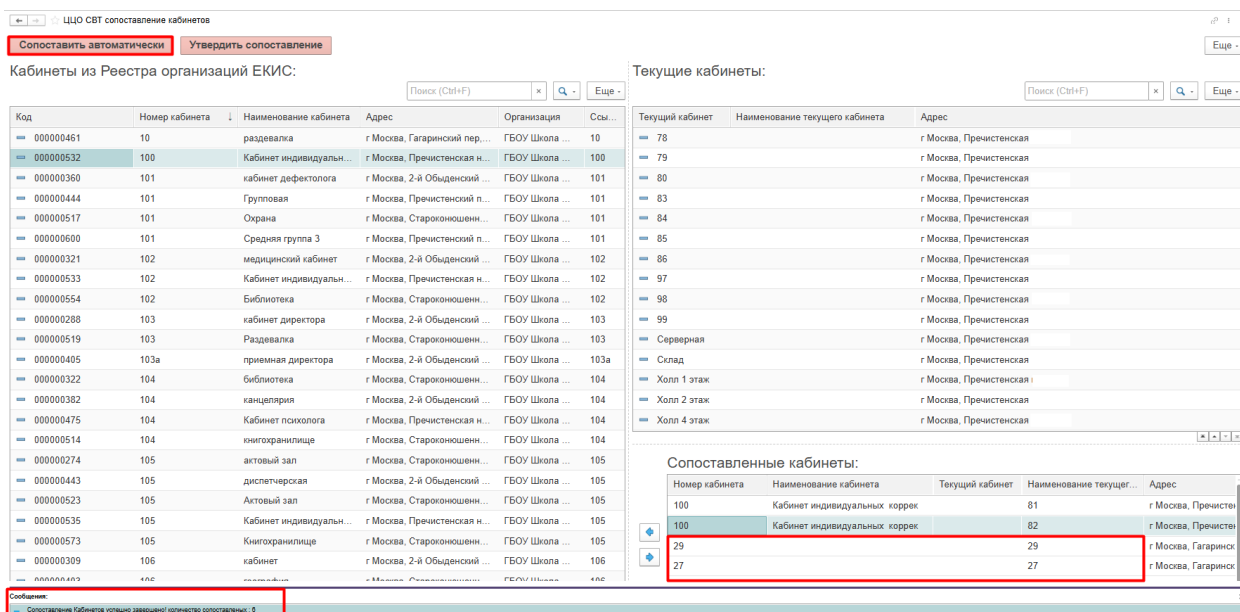 ЦЦО СВТ сопоставление кабинетов
Сопоставить автоматически Утвердить сопоставление Еще
Кабинеты из Реестра организаций ЕКИС: Текущие кабинеты:
Поиск (Ctrl+F) × Еще Поиск (Ctrl+F) × Еще
Код Номер кабинета ↓ Наименование кабинета Адрес Организация Ссы... Текущий кабинет Наименование текущего кабинета Адрес
000000461 10 раздевалка г Москва, Гагаринский пер,... ГБОУ Школа ... 10 78 г Москва, Пречистенская
000000532 100 Кабинет индивидуальн... г Москва, Пречистенская н... ГБОУ Школа ... 100 79 г Москва, Пречистенская
000000360 101 кабинет дефектолога г Москва, 2-й Обыденский ... ГБОУ Школа ... 101 80 г Москва, Пречистенская
000000444 101 Групповая г Москва, Пречистенский п... ГБОУ Школа ... 101 83 г Москва, Пречистенская
000000517 101 Охрана г Москва, Староконюшенн... ГБОУ Школа ... 101 84 г Москва, Пречистенская
000000600 101 Средняя группа 3 г Москва, Пречистенский п... ГБОУ Школа ... 101 85 г Москва, Пречистенская
000000321 102 медицинский кабинет г Москва, 2-й Обыденский ... ГБОУ Школа ... 102 86 г Москва, Пречистенская
000000533 102 Кабинет индивидуальн... г Москва, Пречистенская н... ГБОУ Школа ... 102 97 г Москва, Пречистенская
000000554 102 Библиотека г Москва, Староконюшенн... ГБОУ Школа ... 102 98 г Москва, Пречистенская
000000288 103 кабинет директора г Москва, 2-й Обыденский ... ГБОУ Школа ... 103 99 г Москва, Пречистенская
000000519 103 Раздевалка г Москва, Староконюшенн... ГБОУ Школа ... 103 Серверная г Москва, Пречистенская
000000405 103а приемная директора г Москва, 2-й Обыденский ... ГБОУ Школа ... 103а Склад г Москва, Пречистенская
000000322 104 библиотека г Москва, Староконюшенн... ГБОУ Школа ... 104 Холл 1 этаж г Москва, Пречистенская
000000382 104 канцелярия г Москва, 2-й Обыденский ... ГБОУ Школа ... 104 Холл 2 этаж г Москва, Пречистенская
000000475 104 Кабинет психолога г Москва, Пречистенская н... ГБОУ Школа ... 104 Холл 4 этаж г Москва, Пречистенская
000000514 104 книгохранилище г Москва, Староконюшенн... ГБОУ Школа ... 104
000000274 105 актовый зал г Москва, Староконюшенн... ГБОУ Школа ... 105
000000443 105 диспетчерская г Москва, 2-й Обыденский ... ГБОУ Школа ... 105
000000523 105 Актовый зал г Москва, Староконюшенн... ГБОУ Школа ... 105
000000535 105 Кабинет индивидуальн... г Москва, Пречистенская н... ГБОУ Школа ... 105
000000573 105 Книгохранилище г Москва, Староконюшенн... ГБОУ Школа ... 105
000000309 106 кабинет г Москва, 2-й Обыденский ... ГБОУ Школа ... 106
Сопоставленные кабинеты:
Номер кабинета Наименование кабинета Текущий кабинет Наименование текущег... Адрес
100 Кабинет индивидуальных коррек 81 г Москва, Пречистен
100 Кабинет индивидуальных коррек 82 г Москва, Пречистен
29 29 г Москва, Гагаринск
27 27 г Москва, Гагаринск
Сообщения:
Сопоставление Кабинетов успешно завершено! количество сопоставленых : 6